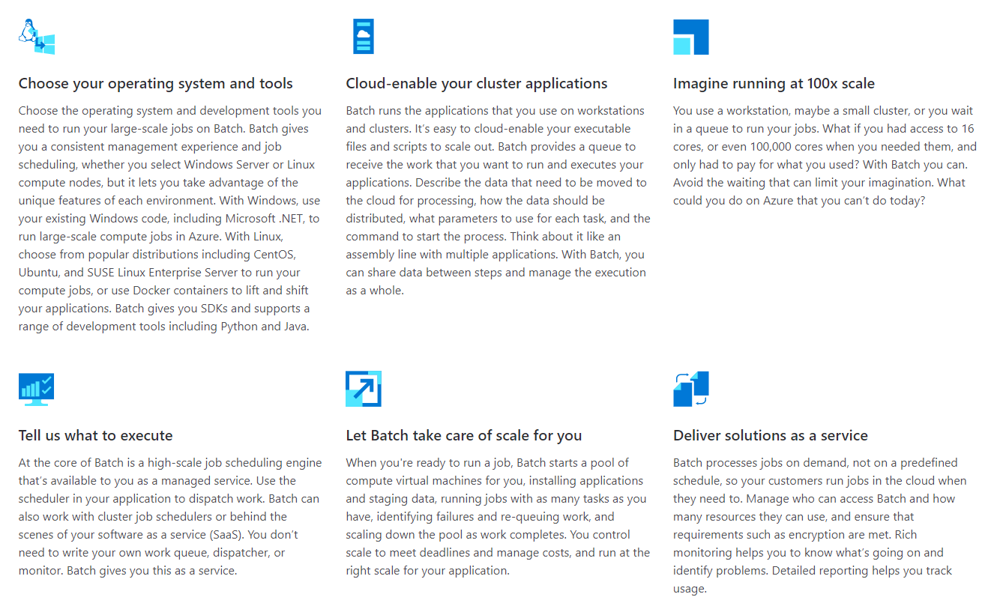 Choose your operating system and tools
Choose the operating system and development tools you
need to run your large-scale jobs on Batch. Batch gives
you a consistent management experience and job
scheduling, whether you select Windows Server or Linux
compute nodes, but it lets you take advantage of the
unique features of each environment. With Windows, use
your existing Windows code, including Microsoft .NET, to
run large-scale compute jobs in Azure. With Linux,
choose from popular distributions including CentOS,
Ubuntu, and SUSE Linux Enterprise Server to run your
compute jobs, or use Docker containers to lift and shift
your applications. Batch gives you SDKs and supports a
range of development tools including Python and Java.
Cloud-enable your cluster applications
Batch runs the applications that you use on workstations
and clusters. It’s easy to cloud-enable your executable
files and scripts to scale out. Batch provides a queue to
receive the work that you want to run and executes your
applications. Describe the data that need to be moved to
the cloud for processing, how the data should be
distributed, what parameters to use for each task, and the
command to start the process. Think about it like an
assembly line with multiple applications. With Batch, you
can share data between steps and manage the execution
as a whole.
Imagine running at 100x scale
You use a workstation, maybe a small cluster, or you wait
in a queue to run your jobs. What if you had access to 16
cores, or even 100,000 cores when you needed them, and
only had to pay for what you used? With Batch you can.
Avoid the waiting that can limit your imagination. What
could you do on Azure that you can’t do today?
Tell us what to execute
At the core of Batch is a high-scale job scheduling engine
that’s available to you as a managed service. Use the
scheduler in your application to dispatch work. Batch can
also work with cluster job schedulers or behind the
scenes of your software as a service (SaaS). You don’t
need to write your own work queue, dispatcher, or
monitor. Batch gives you this as a service.
Let Batch take care of scale for you
When you're ready to run a job, Batch starts a pool of
compute virtual machines for you, installing applications
and staging data, running jobs with as many tasks as you
have, identifying failures and re-queuing work, and
scaling down the pool as work completes. You control
scale to meet deadlines and manage costs, and run at the
right scale for your application.
Deliver solutions as a service
Batch processes jobs on demand, not on a predefined
schedule, so your customers run jobs in the cloud when
they need to. Manage who can access Batch and how
many resources they can use, and ensure that
requirements such as encryption are met. Rich
monitoring helps you to know what’s going on and
identify problems. Detailed reporting helps you track
usage.